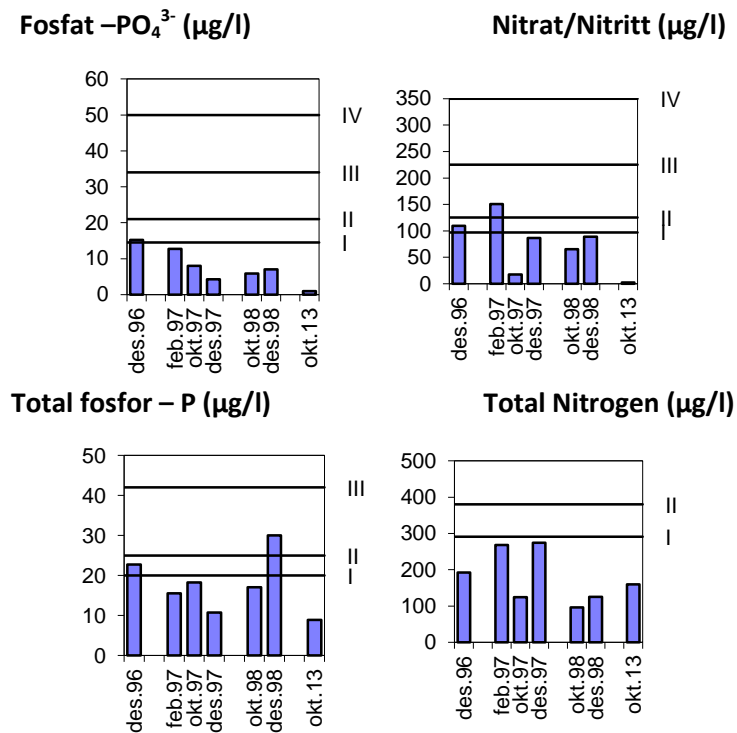 Fosfat –PO₄³⁻ (µg/l)
60
50
40
30
20
10
0
IV
III
II
I
des.96
feb.97
okt.97
des.97
okt.98
des.98
okt.13
Nitrat/Nitritt (µg/l)
350
300
250
200
150
100
50
0
IV
III
II
I
des.96
feb.97
okt.97
des.97
okt.98
des.98
okt.13
Total fosfor – P (µg/l)
50
40
30
20
10
0
III
II
I
des.96
feb.97
okt.97
des.97
okt.98
des.98
okt.13
Total Nitrogen (µg/l)
500
400
300
200
100
0
II
I
des.96
feb.97
okt.97
des.97
okt.98
des.98
okt.13